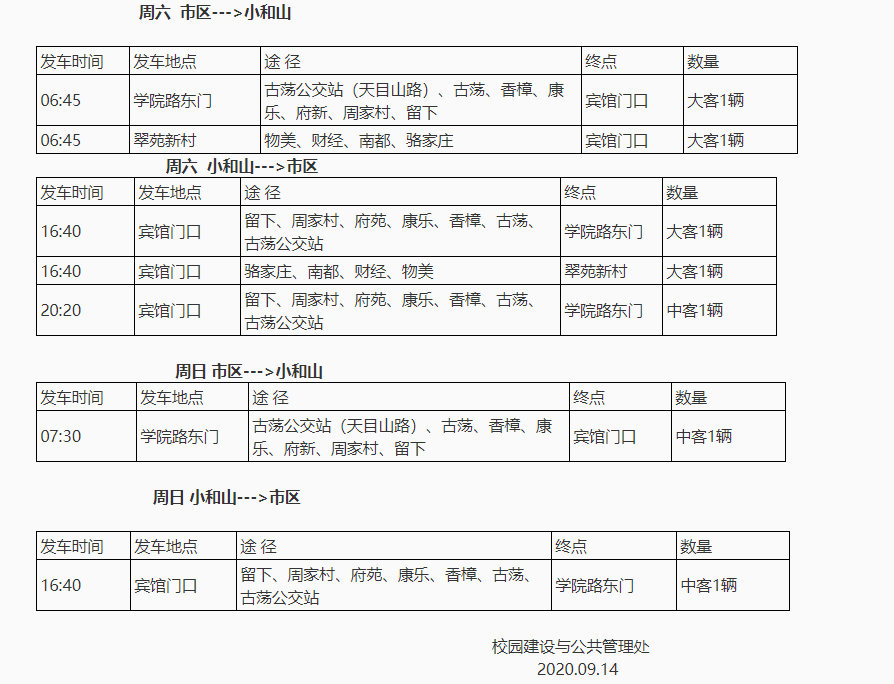 周六 市区--->小和山
发车时间 发车地点 途 径 终点 数量
06:45 学院路东门 古荡公交站（天目山路）、古荡、香樟、康
乐、府新、周家村、留下 宾馆门口 大客1辆
06:45 翠苑新村 物美、财经、南都、骆家庄 宾馆门口 大客1辆
周六 小和山--->市区
发车时间 发车地点 途 径 终点 数量
16:40 宾馆门口 留下、周家村、府苑、康乐、香樟、古荡、
古荡公交站 学院路东门 大客1辆
16:40 宾馆门口 骆家庄、南都、财经、物美 翠苑新村 大客1辆
20:20 宾馆门口 留下、周家村、府苑、康乐、香樟、古荡、
古荡公交站 学院路东门 中客1辆
周日 市区--->小和山
发车时间 发车地点 途 径 终点 数量
07:30 学院路东门 古荡公交站（天目山路）、古荡、香樟、康
乐、府新、周家村、留下 宾馆门口 中客1辆
周日 小和山--->市区
发车时间 发车地点 途 径 终点 数量
16:40 宾馆门口 留下、周家村、府苑、康乐、香樟、古荡、
古荡公交站 学院路东门 中客1辆
校园建设与公共管理处
2020.09.14